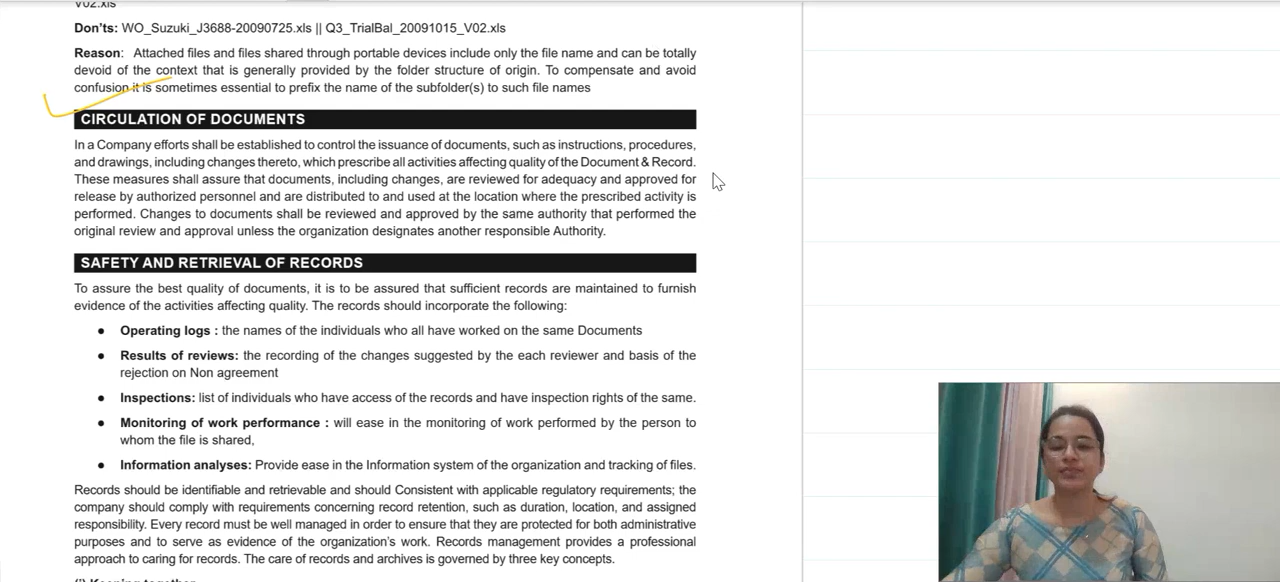 V02.xls
Don'ts: WO_Suzuki_J3688-20090725.xls || Q3_TrialBal_20091015_V02.xls
Reason: Attached files and files shared through portable devices include only the file name and can be totally
devoid of the context that is generally provided by the folder structure of origin. To compensate and avoid
confusion it is sometimes essential to prefix the name of the subfolder(s) to such file names
CIRCULATION OF DOCUMENTS
In a Company efforts shall be established to control the issuance of documents, such as instructions, procedures,
and drawings, including changes thereto, which prescribe all activities affecting quality of the Document & Record.
These measures shall assure that documents, including changes, are reviewed for adequacy and approved for
release by authorized personnel and are distributed to and used at the location where the prescribed activity is
performed. Changes to documents shall be reviewed and approved by the same authority that performed the
original review and approval unless the organization designates another responsible Authority.
SAFETY AND RETRIEVAL OF RECORDS
To assure the best quality of documents, it is to be assured that sufficient records are maintained to furnish
evidence of the activities affecting quality. The records should incorporate the following:
● Operating logs : the names of the individuals who all have worked on the same Documents
● Results of reviews: the recording of the changes suggested by the each reviewer and basis of the
rejection on Non agreement
● Inspections: list of individuals who have access of the records and have inspection rights of the same.
● Monitoring of work performance : will ease in the monitoring of work performed by the person to
whom the file is shared,
● Information analyses: Provide ease in the Information system of the organization and tracking of files.
Records should be identifiable and retrievable and should Consistent with applicable regulatory requirements; the
company should comply with requirements concerning record retention, such as duration, location, and assigned
responsibility. Every record must be well managed in order to ensure that they are protected for both administrative
purposes and to serve as evidence of the organization's work. Records management provides a professional
approach to caring for records. The care of records and archives is governed by three key concepts.
(i) Keeping together